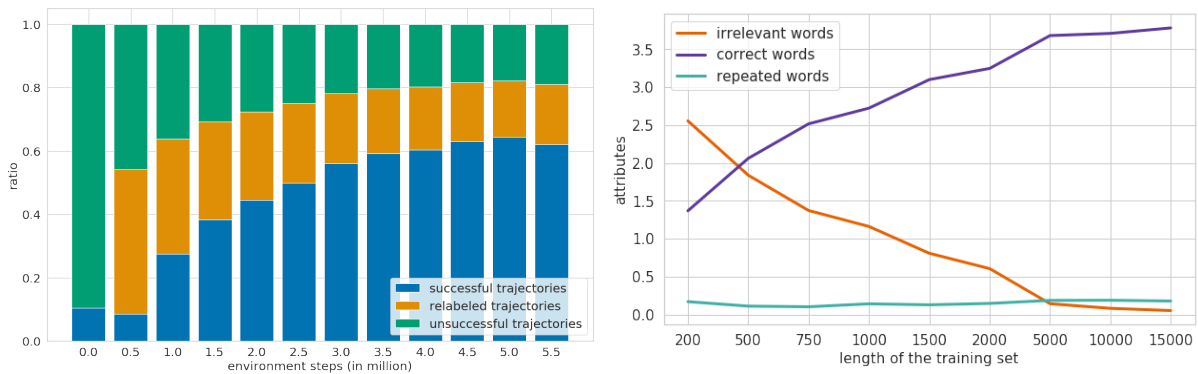 1.0
0.8
0.6
0.4
0.2
0.0
ratio
successful trajectories
relabeled trajectories
unsuccessful trajectories
0.0 0.5 1.0 1.5 2.0 2.5 3.0 3.5 4.0 4.5 5.0 5.5
environment steps (in million)
irrelevant words
correct words
repeated words
3.5
3.0
2.5
2.0
1.5
1.0
0.5
0.0
attributes
200 500 750 1000 1500 2000 5000 10000 15000
length of the training set